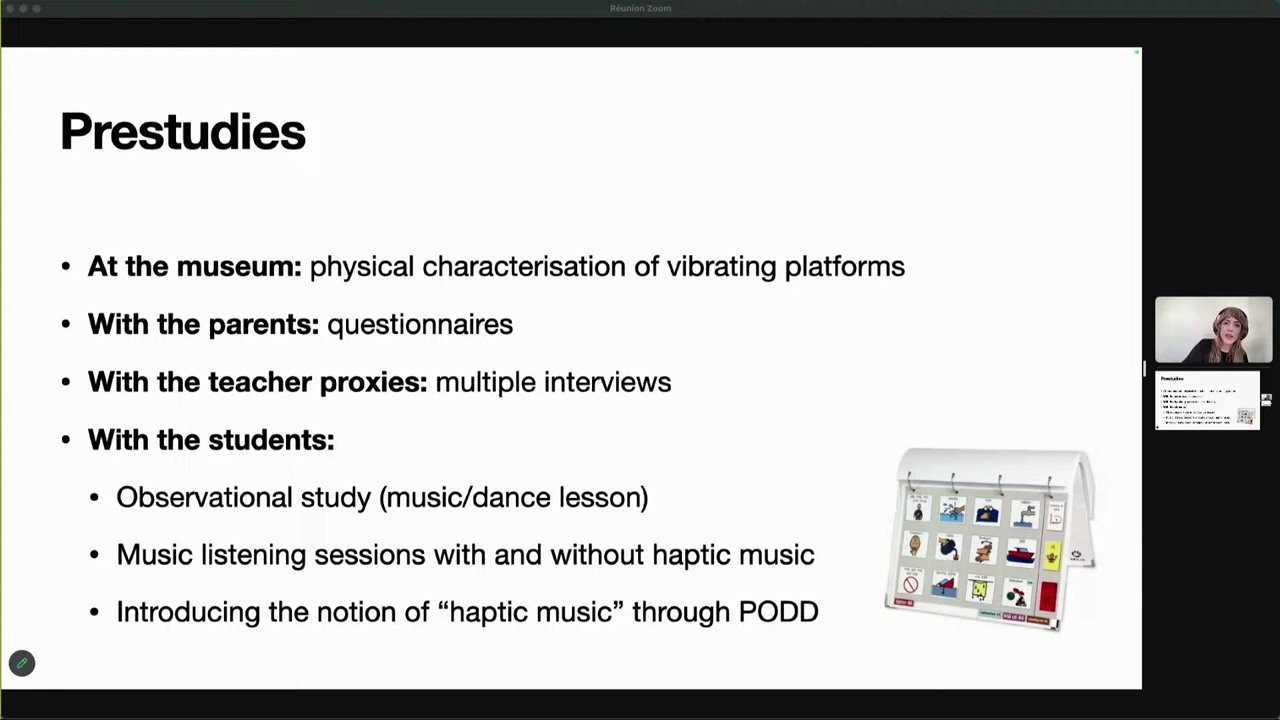 Réunion Zoom
Prestudies
• At the museum: physical characterisation of vibrating platforms
• With the parents: questionnaires
• With the teacher proxies: multiple interviews
• With the students:
• Observational study (music/dance lesson)
• Music listening sessions with and without haptic music
• Introducing the notion of “haptic music” through PODD
Prestudies